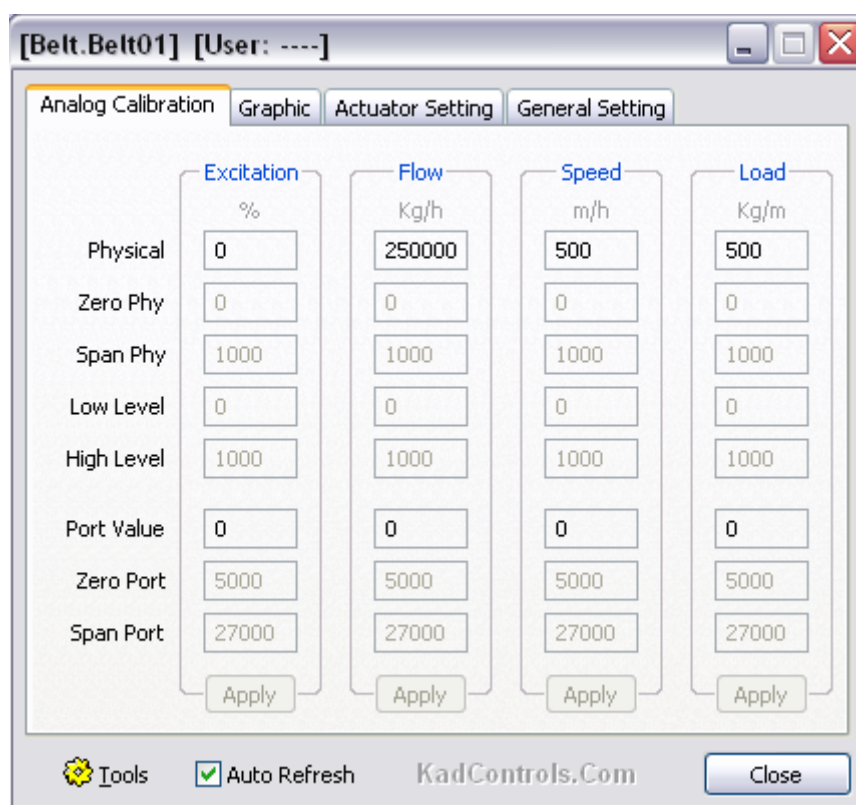 [Belt.Belt01] [User: ----]
Analog Calibration Graphic Actuator Setting General Setting
Excitation Flow Speed Load
% Kg/h m/h Kg/m
Physical 0 250000 500 500
Zero Phy 0 0 0 0
Span Phy 1000 1000 1000 1000
Low Level 0 0 0 0
High Level 1000 1000 1000 1000
Port Value 0 0 0 0
Zero Port 5000 5000 5000 5000
Span Port 27000 27000 27000 27000
Apply Apply Apply Apply
Tools Auto Refresh KadControls.Com Close